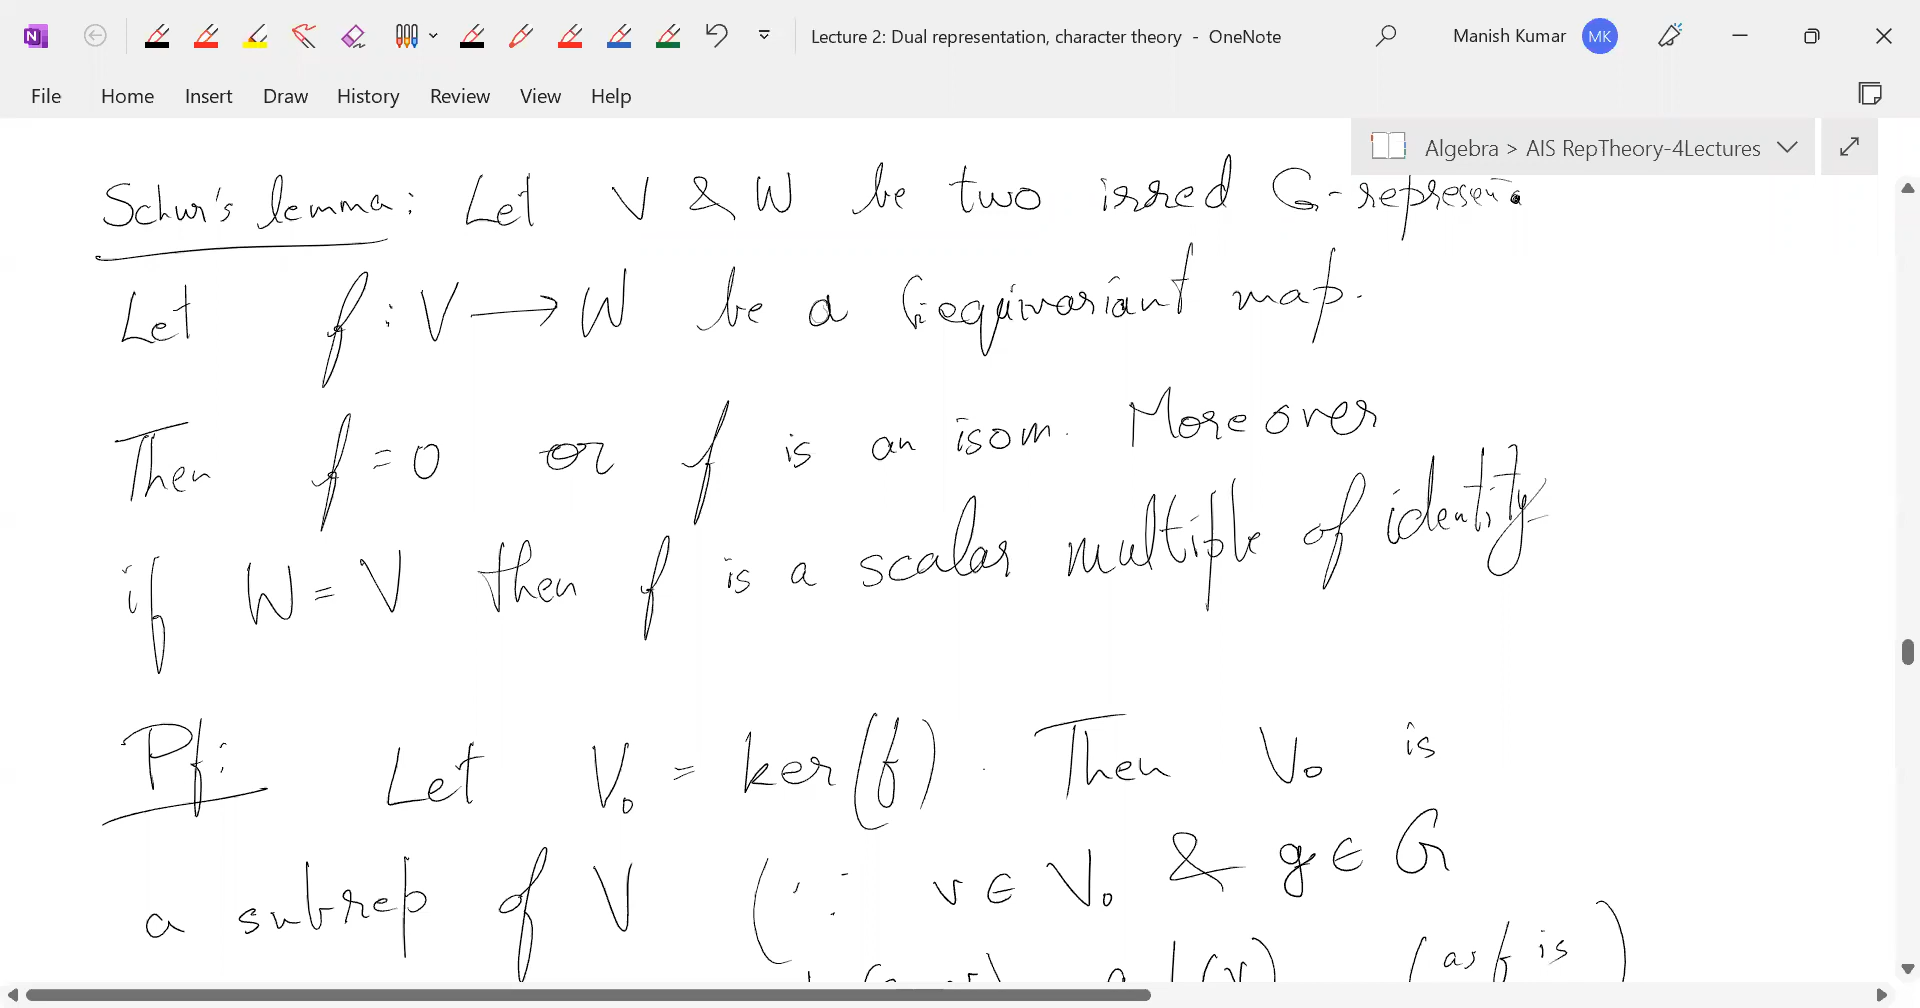 Lecture 2: Dual representation, character theory - OneNote
Manish Kumar MK
File Home Insert Draw History Review View Help
Algebra > AIS RepTheory-4Lectures
Schur's lemma: Let V & W be two irred G-represen
Let f: V ⟶ W be a G equivariant map.
Then f = 0 or f is an isom. Moreover
if W = V then f is a scalar multiple of identity
Pf: Let V₀ = ker(f). Then V₀ is
a subrep of V (∵ v ∈ V₀ & g ∈ G
(as f is)